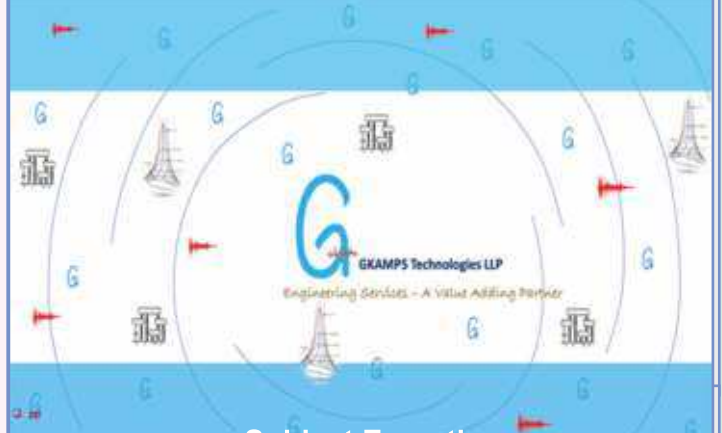 G
GKAMPS Technologies LLP
Engineering Services - A Value Adding Partner